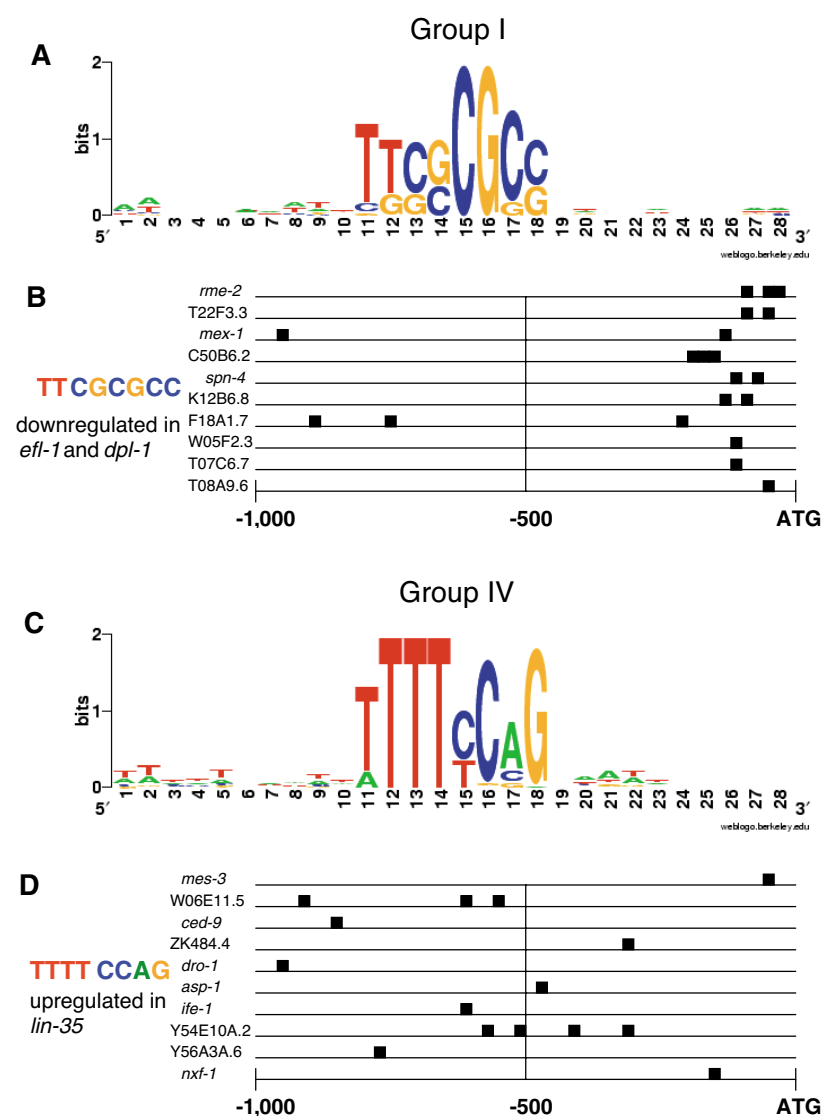 Group I
A
2
bits
1
0
TTCGCGCC
CGGCGG
5′ 1 2 3 4 5 6 7 8 9 10 11 12 13 14 15 16 17 18 19 20 21 22 23 24 25 26 27 28 3′
weblogo.berkeley.edu
B
rme-2
T22F3.3
mex-1
C50B6.2
TTCGCGCC
spn-4
K12B6.8
downregulated in
efl-1 and dpl-1
F18A1.7
W05F2.3
T07C6.7
T08A9.6
-1,000 -500 ATG
Group IV
C
2
bits
1
0
TTTTCCAG
ATC
5′ 1 2 3 4 5 6 7 8 9 10 11 12 13 14 15 16 17 18 19 20 21 22 23 24 25 26 27 28 3′
weblogo.berkeley.edu
D
mes-3
W06E11.5
ced-9
ZK484.4
TTTT CCAG
dro-1
upregulated in
lin-35
asp-1
ife-1
Y54E10A.2
Y56A3A.6
nxf-1
-1,000 -500 ATG